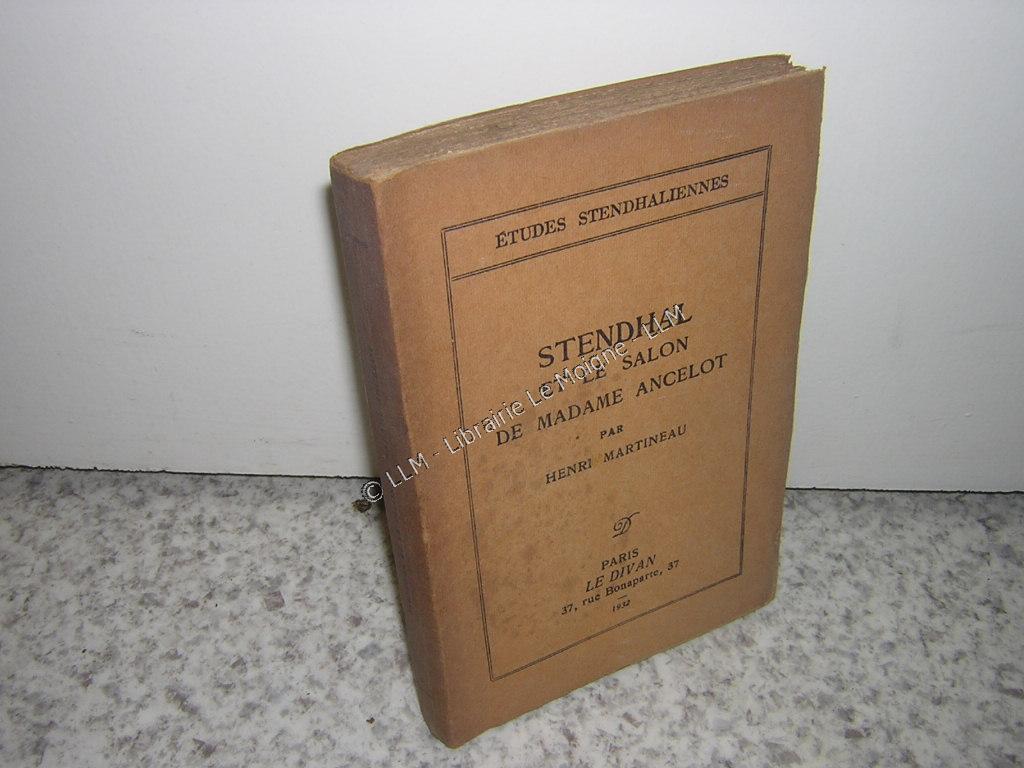 ÉTUDES STENDHALIENNES
STENDHAL
ET LE SALON
DE MADAME ANCELOT
PAR
HENRI MARTINEAU
D
PARIS
LE DIVAN
37, rue Bonaparte, 37
1932
© LLM - Librairie Le Moigne - LLM